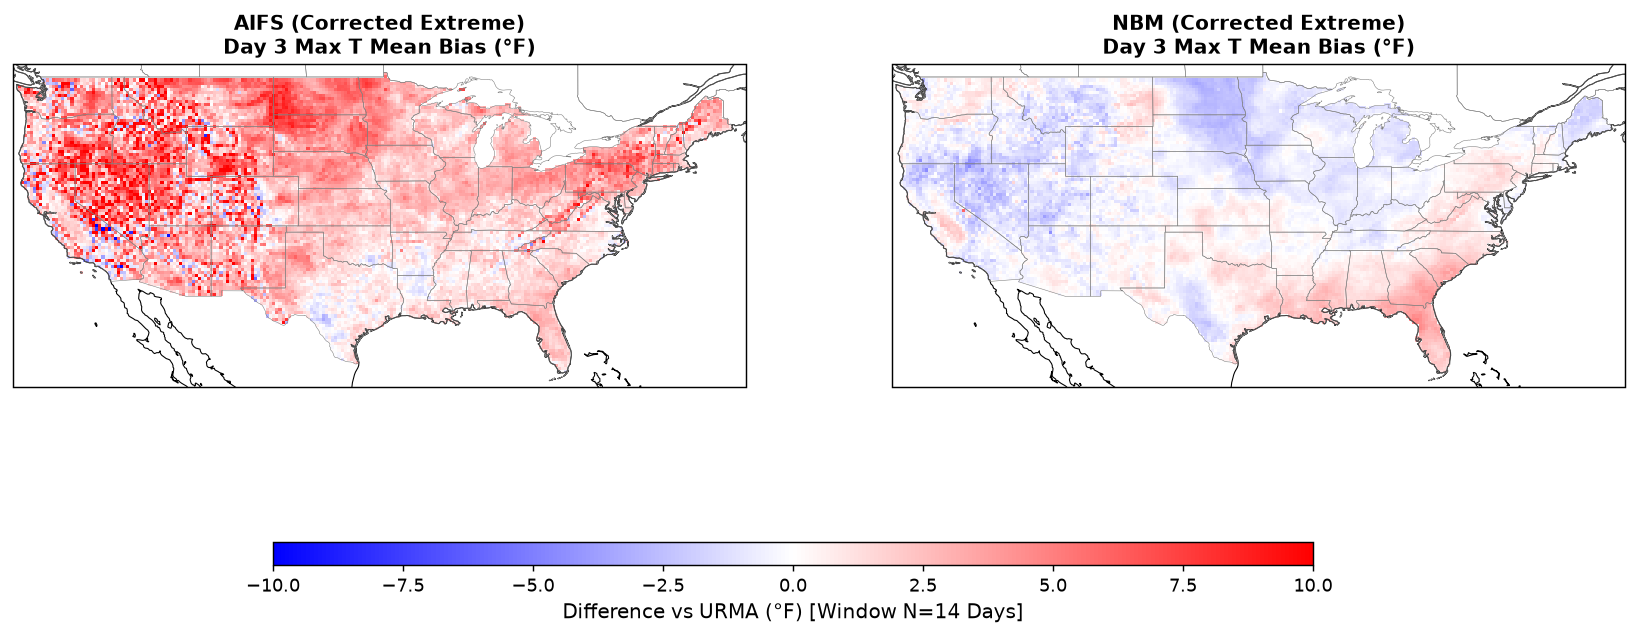 AIFS (Corrected Extreme)
Day 3 Max T Mean Bias (°F)
NBM (Corrected Extreme)
Day 3 Max T Mean Bias (°F)
−10.0 −7.5 −5.0 −2.5 0.0 2.5 5.0 7.5 10.0
Difference vs URMA (°F) [Window N=14 Days]